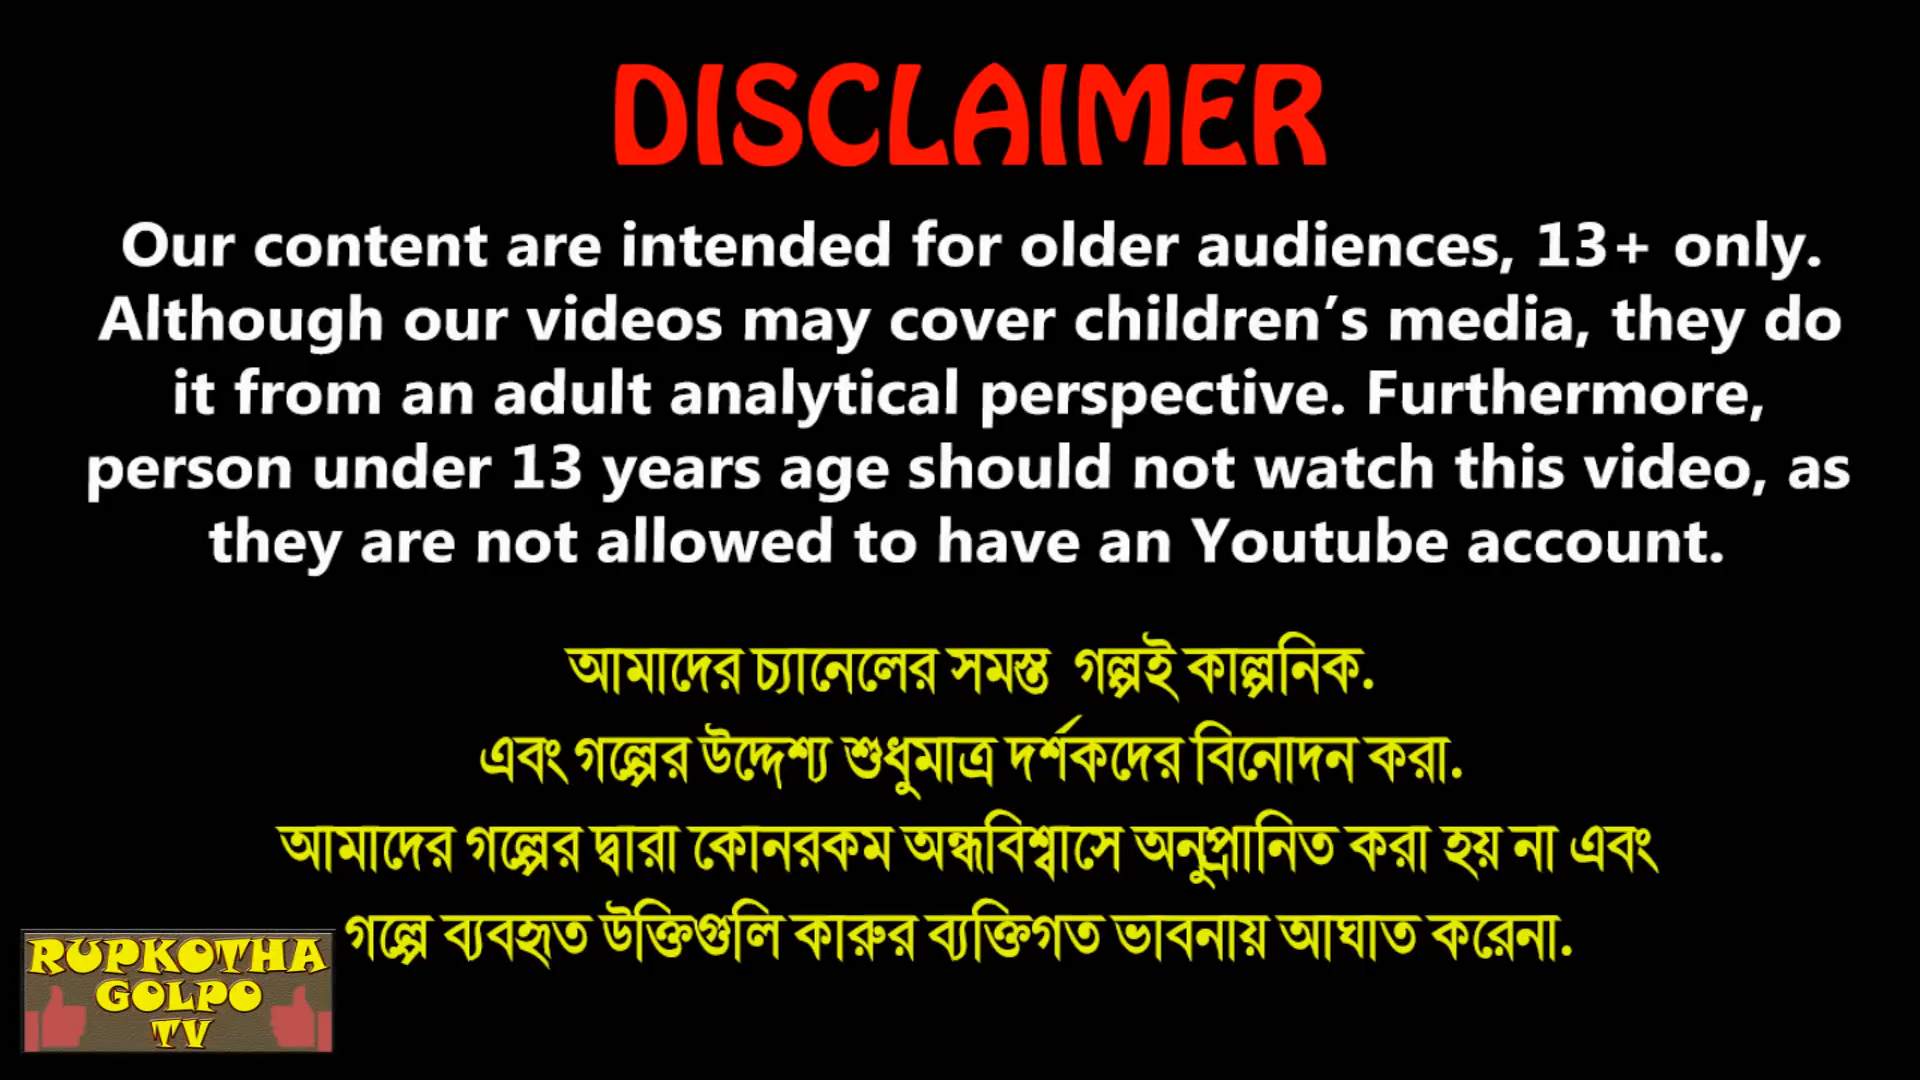 DISCLAIMER
Our content are intended for older audiences, 13+ only.
Although our videos may cover children's media, they do
it from an adult analytical perspective. Furthermore,
person under 13 years age should not watch this video, as
they are not allowed to have an Youtube account.
আমাদের চ্যানেলের সমস্ত গল্পই কাল্পনিক.
এবং গল্পের উদ্দেশ্য শুধুমাত্র দর্শকদের বিনোদন করা.
আমাদের গল্পের দ্বারা কোনরকম অন্ধবিশ্বাসে অনুপ্রানিত করা হয় না এবং
গল্পে ব্যবহৃত উক্তিগুলি কারুর ব্যক্তিগত ভাবনায় আঘাত করেনা.
RUPKOTHA
GOLPO
TV